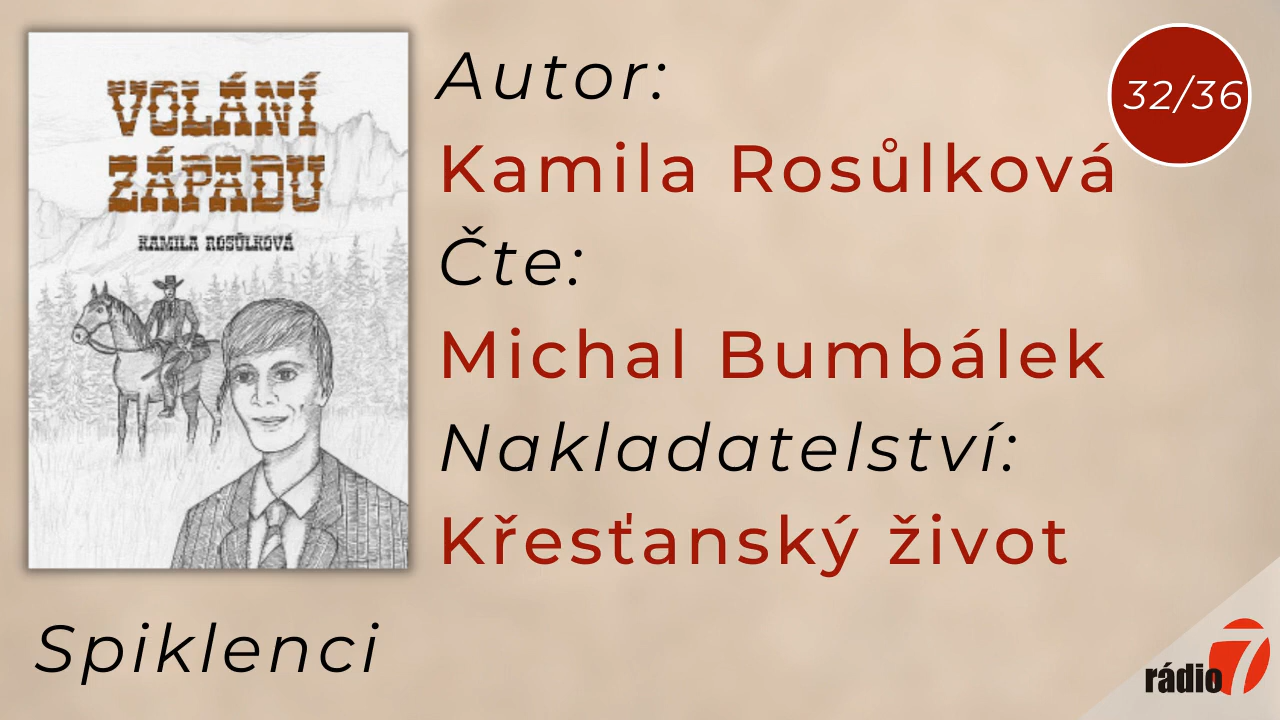 VOLÁNÍ
ZÁPADU
KAMILA ROSŮLKOVÁ
Autor:
32/36
Kamila Rosůlková
Čte:
Michal Bumbálek
Nakladatelství:
Křesťanský život
Spiklenci
rádio 7